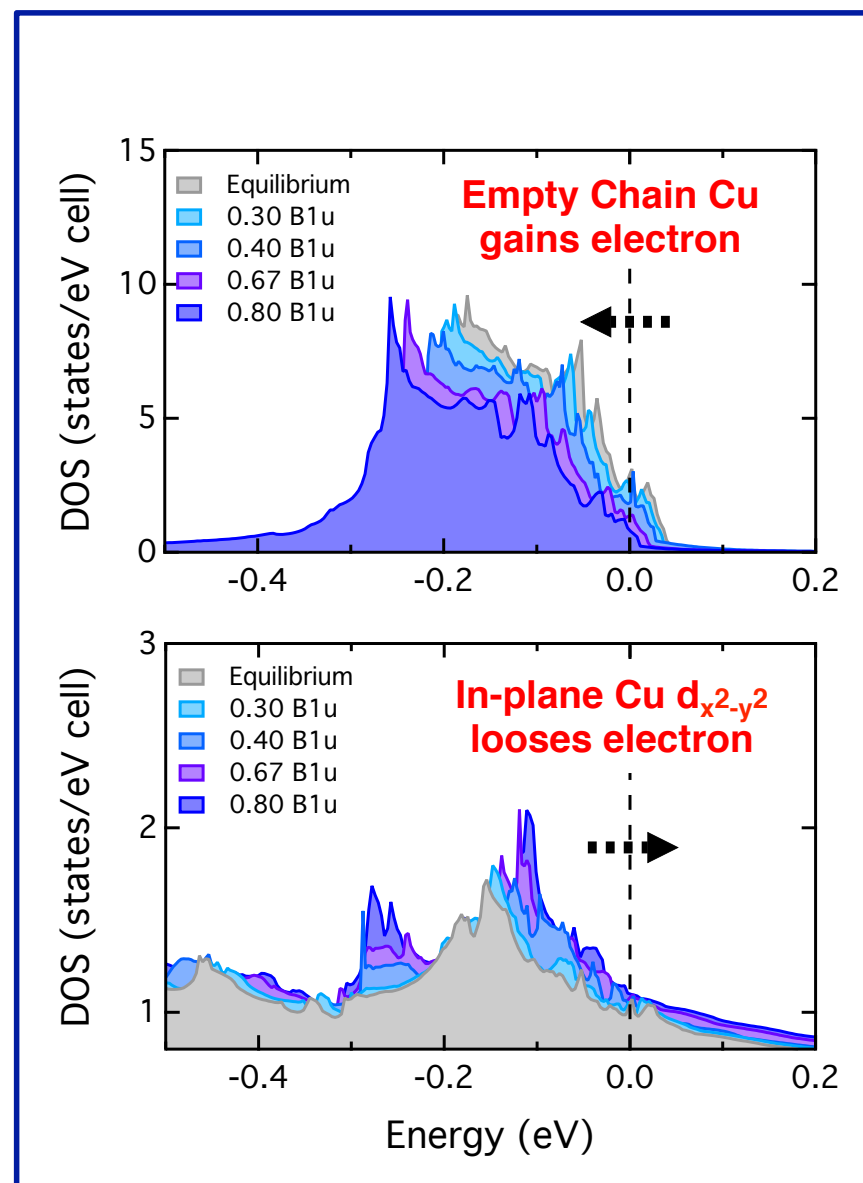 15
10
5
0
DOS (states/eV cell)
Equilibrium
0.30 B1u
0.40 B1u
0.67 B1u
0.80 B1u
Empty Chain Cu
gains electron
-0.4 -0.2 0.0 0.2
3
2
1
DOS (states/eV cell)
Equilibrium
0.30 B1u
0.40 B1u
0.67 B1u
0.80 B1u
In-plane Cu dx2-y2
looses electron
-0.4 -0.2 0.0 0.2
Energy (eV)